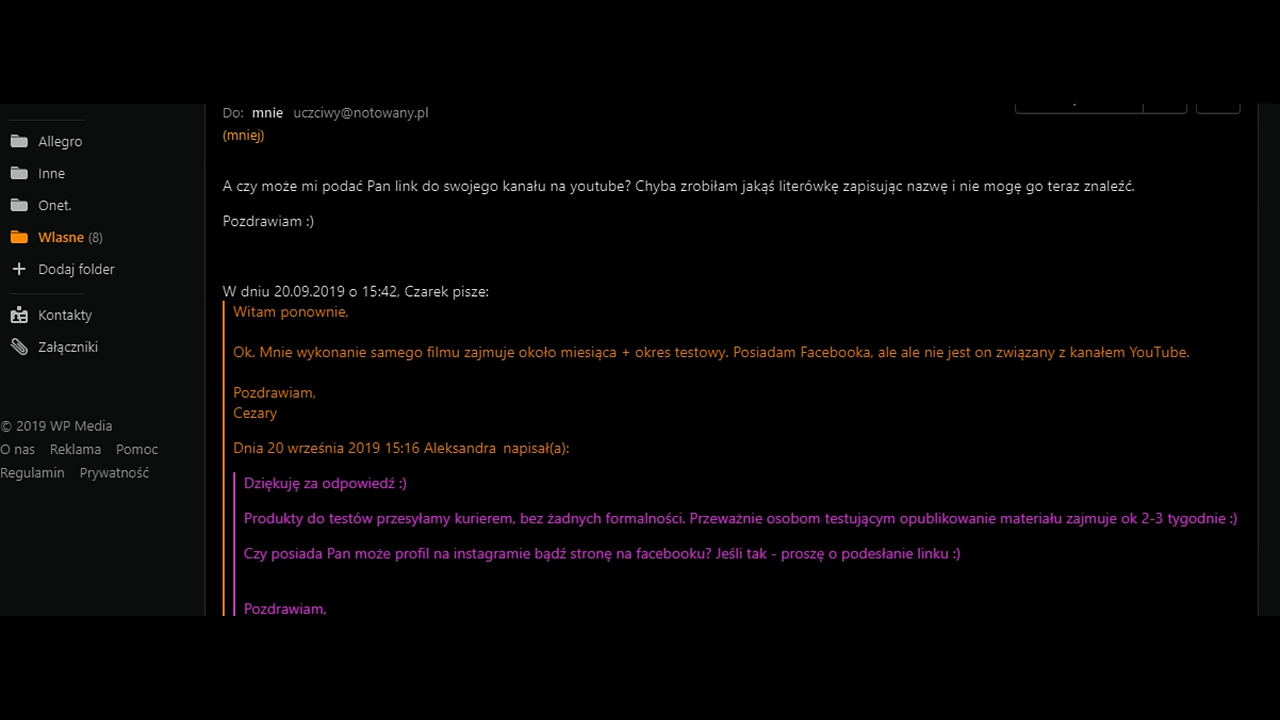 Do: mnie uczciwy@notowany.pl
(mniej)
Allegro
Inne
Onet.
Wlasne (8)
Dodaj folder
Kontakty
Załączniki
© 2019 WP Media
O nas Reklama Pomoc
Regulamin Prywatność
A czy może mi podać Pan link do swojego kanału na youtube? Chyba zrobiłam jakąś literówkę zapisując nazwę i nie mogę go teraz znaleźć.
Pozdrawiam :)
W dniu 20.09.2019 o 15:42, Czarek pisze:
Witam ponownie,
Ok. Mnie wykonanie samego filmu zajmuje około miesiąca + okres testowy. Posiadam Facebooka, ale ale nie jest on związany z kanałem YouTube.
Pozdrawiam,
Cezary
Dnia 20 września 2019 15:16 Aleksandra napisał(a):
Dziękuję za odpowiedź :)
Produkty do testów przesyłamy kurierem, bez żadnych formalności. Przeważnie osobom testującym opublikowanie materiału zajmuje ok 2-3 tygodnie :)
Czy posiada Pan może profil na instagramie bądź stronę na facebooku? Jeśli tak - proszę o podesłanie linku :)
Pozdrawiam,